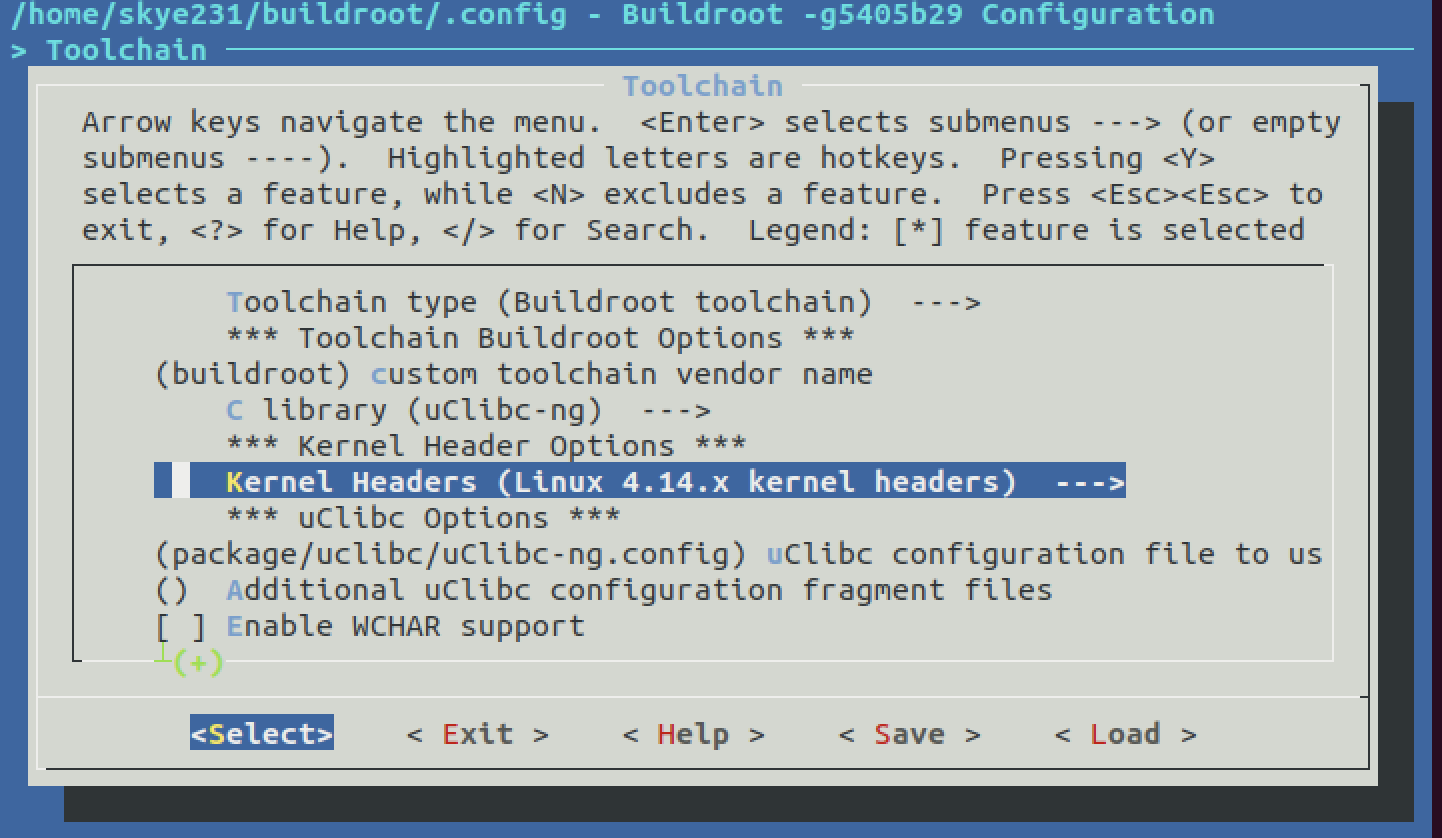 /home/skye231/buildroot/.config - Buildroot -g5405b29 Configuration
> Toolchain
Toolchain
Arrow keys navigate the menu.  <Enter> selects submenus ---> (or empty
submenus ----).  Highlighted letters are hotkeys.  Pressing <Y>
selects a feature, while <N> excludes a feature.  Press <Esc><Esc> to
exit, <?> for Help, </> for Search.  Legend: [*] feature is selected
Toolchain type (Buildroot toolchain)  --->
*** Toolchain Buildroot Options ***
(buildroot) custom toolchain vendor name
C library (uClibc-ng)  --->
*** Kernel Header Options ***
Kernel Headers (Linux 4.14.x kernel headers)  --->
*** uClibc Options ***
(package/uclibc/uClibc-ng.config) uClibc configuration file to us
()  Additional uClibc configuration fragment files
[ ] Enable WCHAR support
┴(+)
<Select>    < Exit >    < Help >    < Save >    < Load >